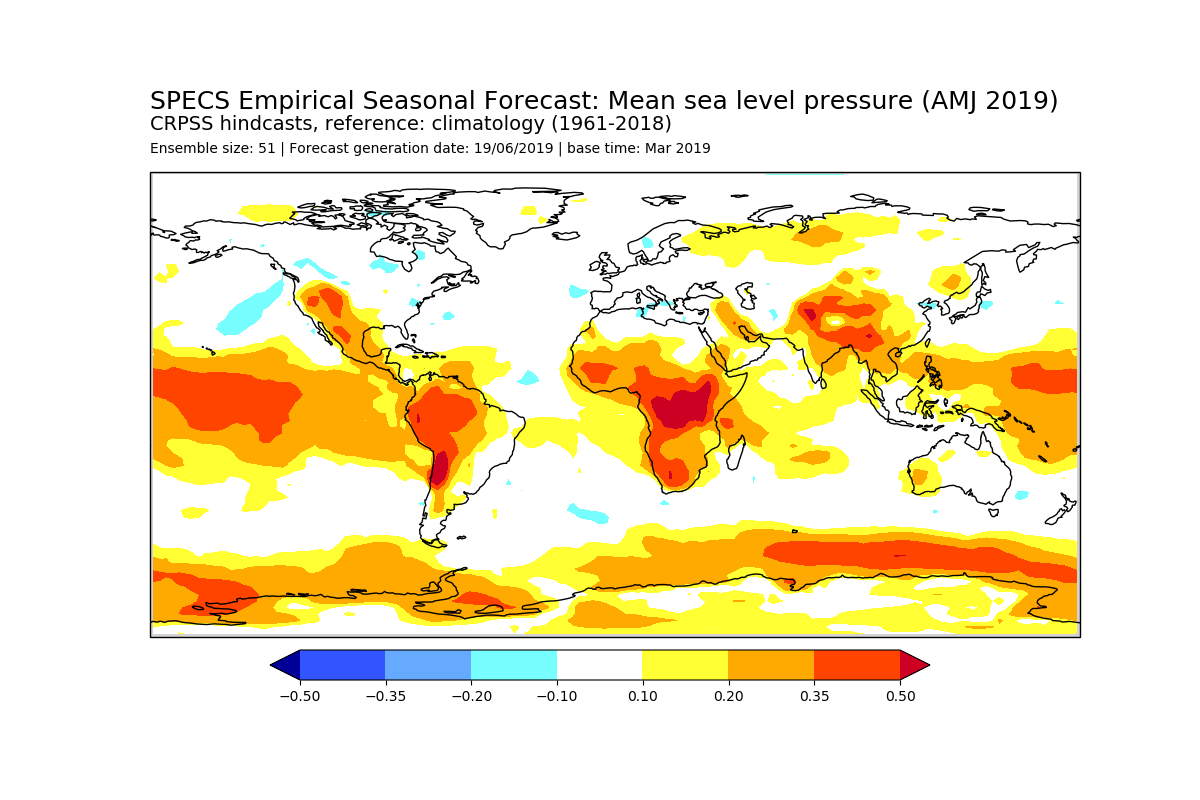 SPECS Empirical Seasonal Forecast: Mean sea level pressure (AMJ 2019)
CRPSS hindcasts, reference: climatology (1961-2018)
Ensemble size: 51 | Forecast generation date: 19/06/2019 | base time: Mar 2019
−0.50 −0.35 −0.20 −0.10 0.10 0.20 0.35 0.50